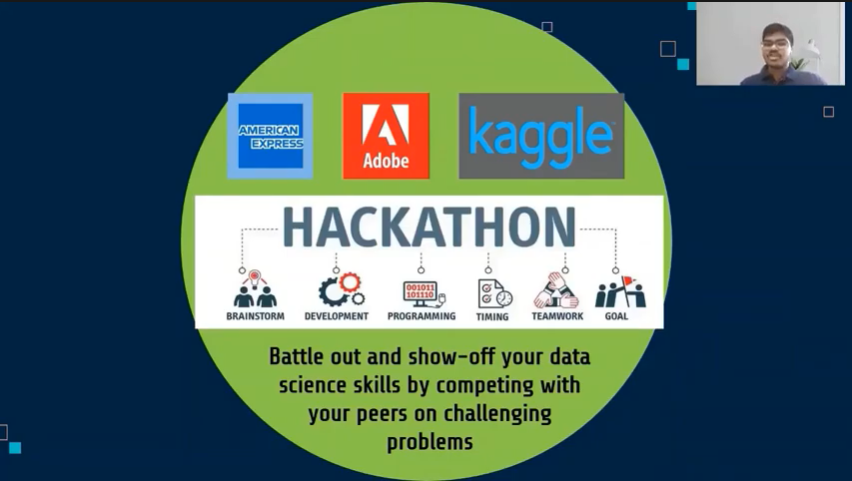 AMERICAN
EXPRESS
Adobe
kaggle
HACKATHON
001011
101110
BRAINSTORM DEVELOPMENT PROGRAMMING TIMING TEAMWORK GOAL
Battle out and show-off your data
science skills by competing with
your peers on challenging
problems